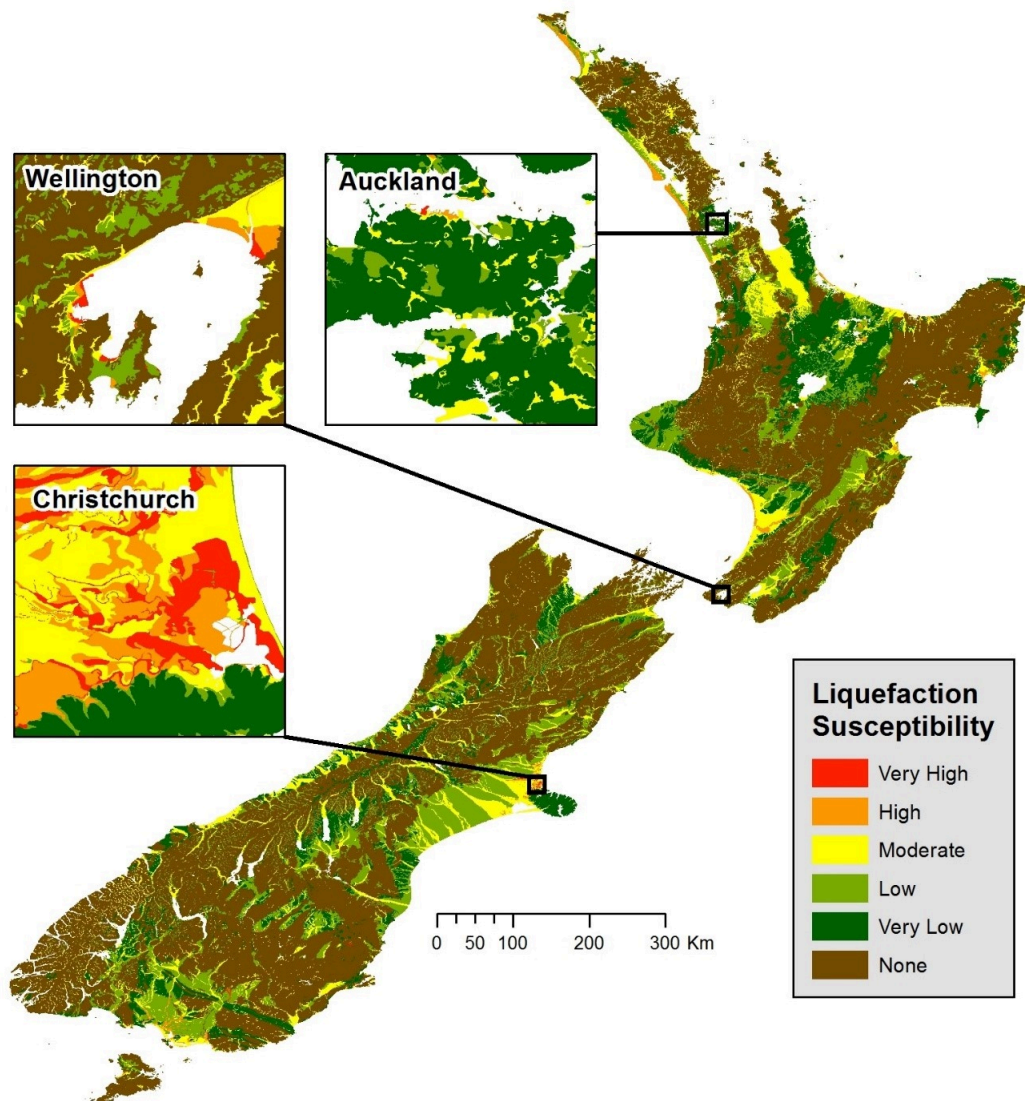 Wellington
Auckland
Christchurch
Liquefaction
Susceptibility
Very High
High
Moderate
Low
Very Low
None
0 50 100 200 300 Km